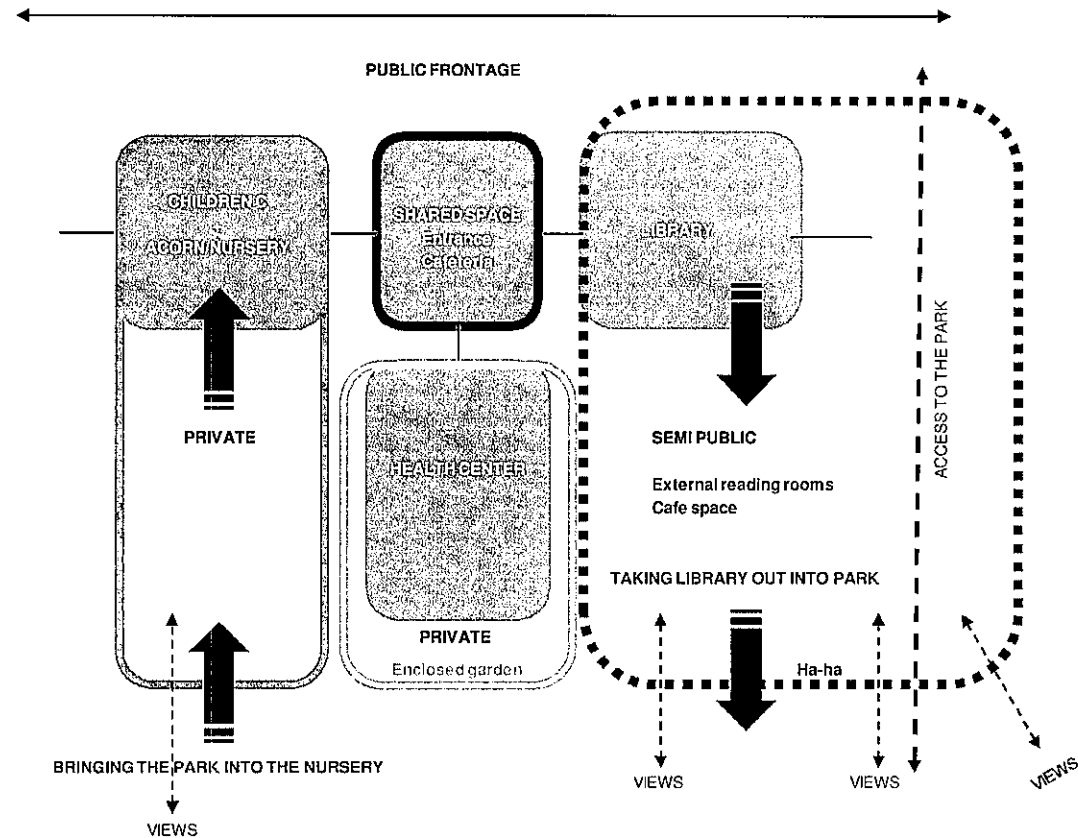 PUBLIC FRONTAGE
CHILDREN C
ACORN NURSERY
SHARED SPACE
Entrance
Cafeteria
LIBRARY
PRIVATE
HEALTH CENTER
SEMI PUBLIC
External reading rooms
Cafe space
ACCESS TO THE PARK
TAKING LIBRARY OUT INTO PARK
PRIVATE
Enclosed garden
Ha-ha
BRINGING THE PARK INTO THE NURSERY
VIEWS
VIEWS
VIEWS
VIEWS